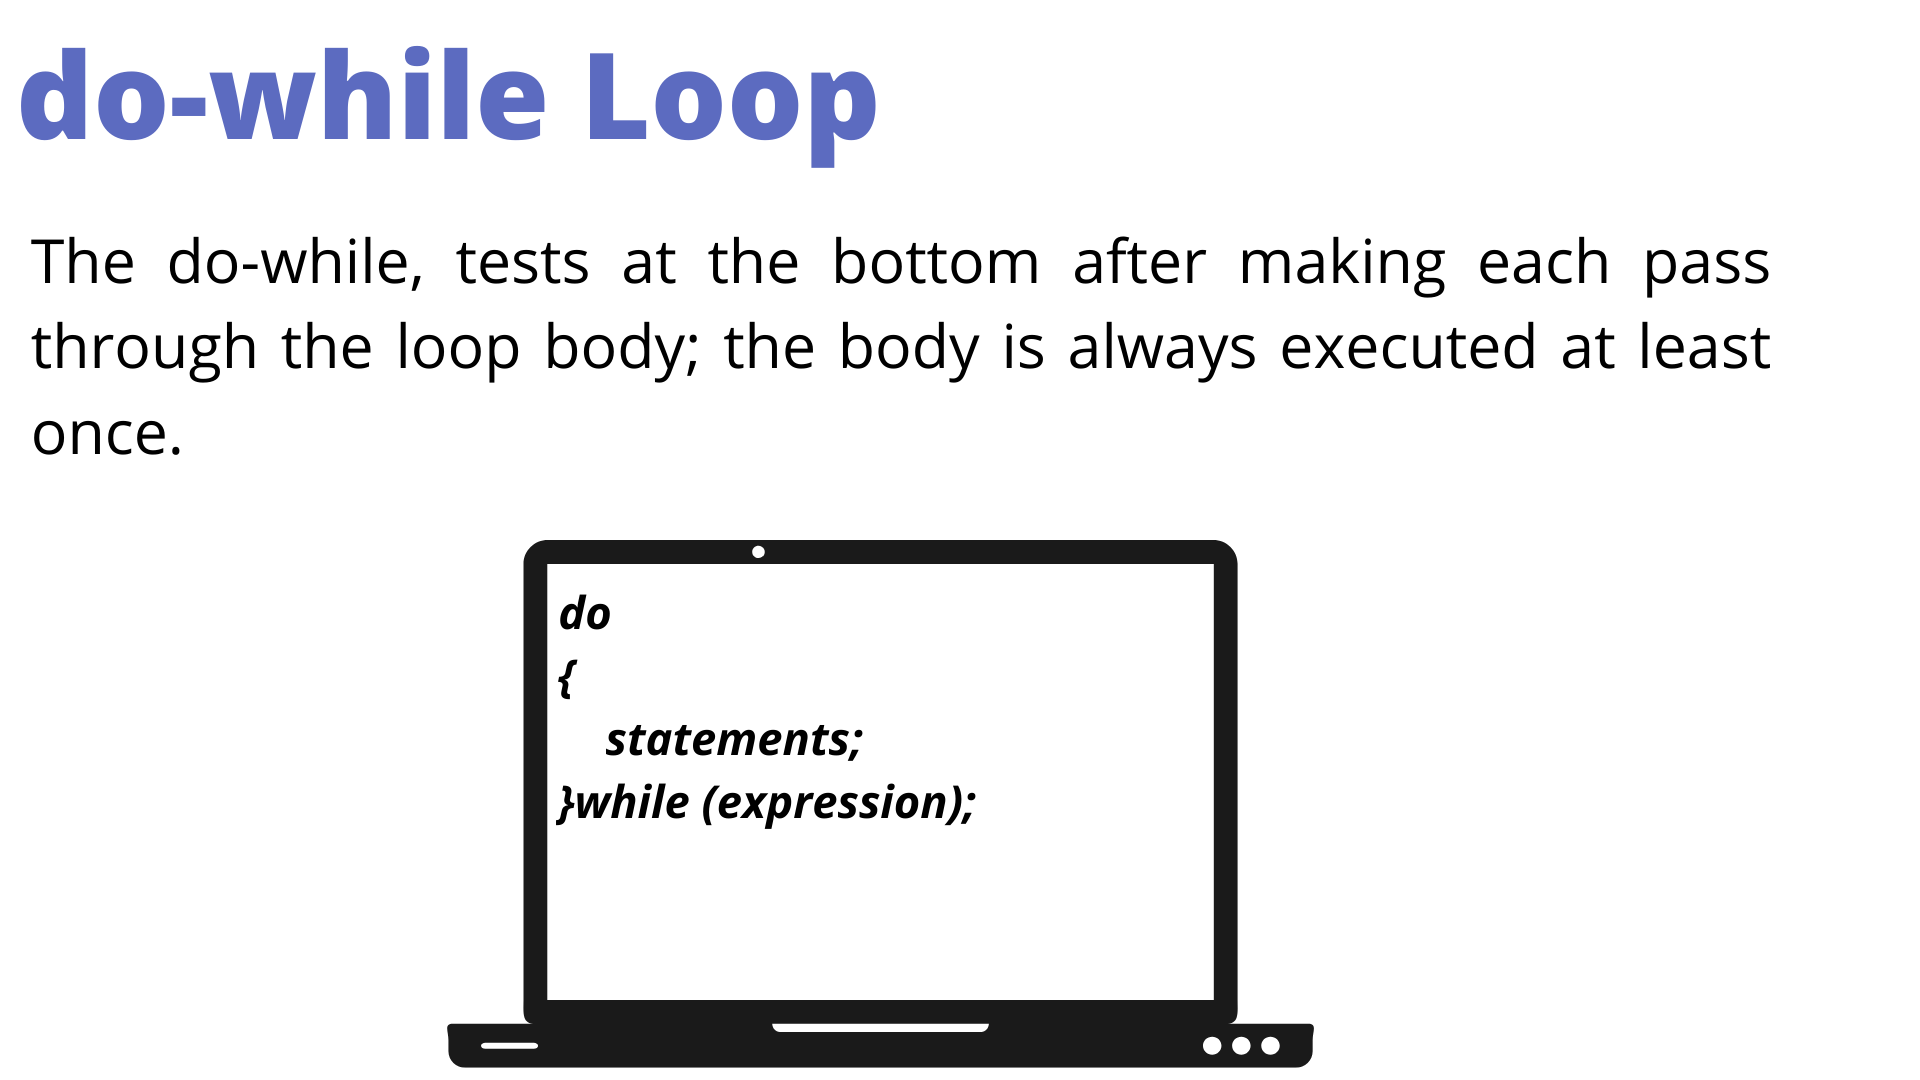 do-while Loop
The do-while, tests at the bottom after making each pass
through the loop body; the body is always executed at least
once.
do
{
    statements;
}while (expression);